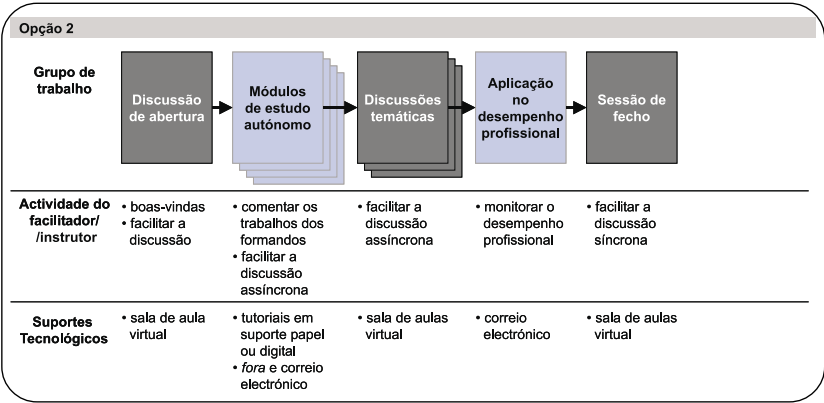 Opção 2
Grupo de
trabalho
Discussão
de abertura
Módulos
de estudo
autónomo
Discussões
temáticas
Aplicação
no
desempenho
profissional
Sessão de
fecho
Actividade do
facilitador/
/instrutor
• boas-vindas
• facilitar a
discussão
• comentar os
trabalhos dos
formandos
• facilitar a
discussão
assíncrona
• facilitar a
discussão
assíncrona
• monitorar o
desempenho
profissional
• facilitar a
discussão
síncrona
Suportes
Tecnológicos
• sala de aula
virtual
• tutoriais em
suporte papel
ou digital
• fora e correio
electrónico
• sala de aulas
virtual
• correio
electrónico
• sala de aulas
virtual